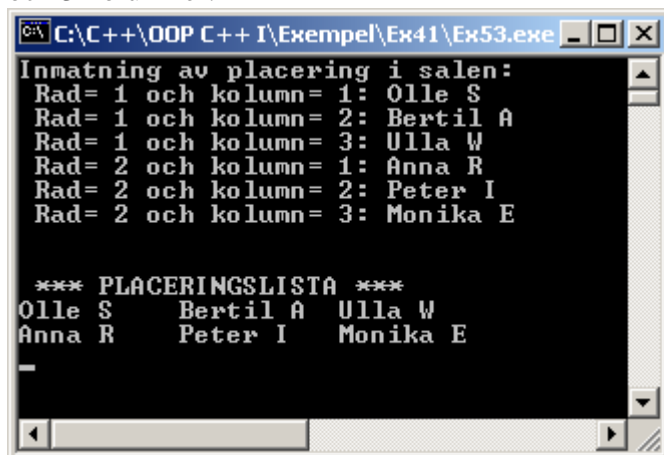 C:\C++\OOP C++ I\Exempel\Ex41\Ex53.exe
Inmatning av placering i salen:
Rad= 1 och kolumn= 1: Olle S
Rad= 1 och kolumn= 2: Bertil A
Rad= 1 och kolumn= 3: Ulla W
Rad= 2 och kolumn= 1: Anna R
Rad= 2 och kolumn= 2: Peter I
Rad= 2 och kolumn= 3: Monika E
*** PLACERINGSLISTA ***
Olle S Bertil A Ulla W
Anna R Peter I Monika E